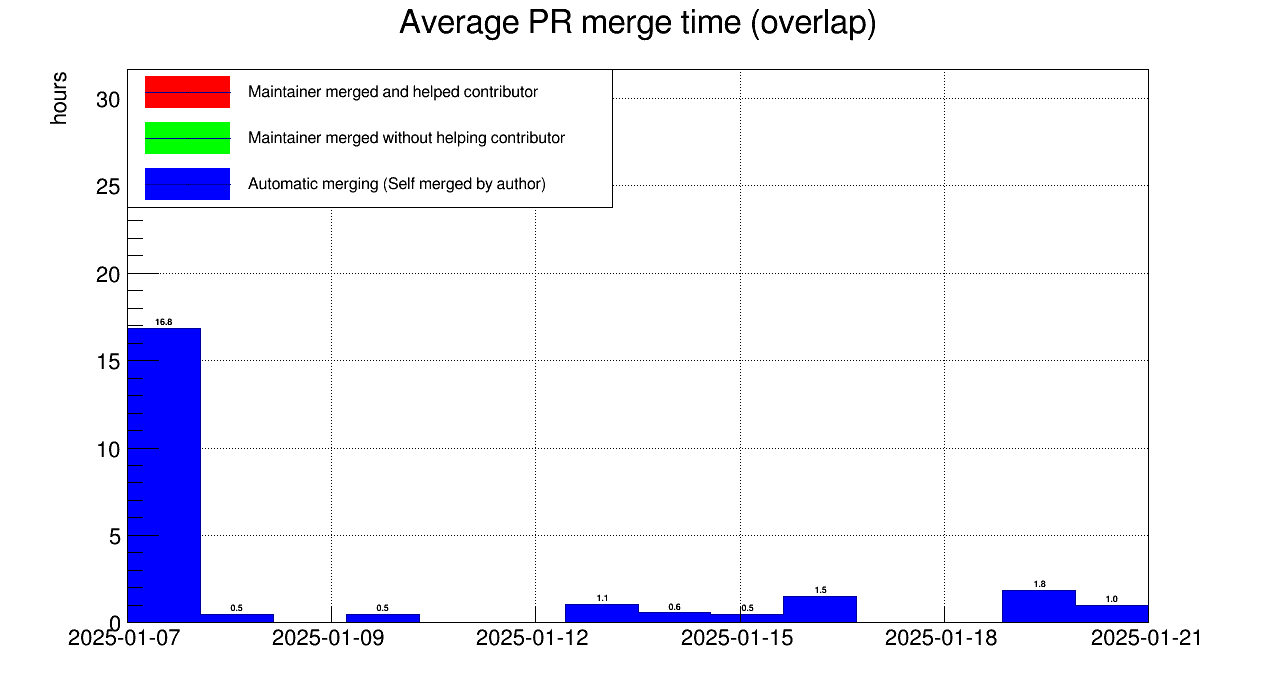 Average PR merge time (overlap)
hours
Maintainer merged and helped contributor
Maintainer merged without helping contributor
Automatic merging (Self merged by author)
30
25
20
15
10
5
0
16.8
0.5
0.5
1.1
0.6
0.5
1.5
1.8
1.0
2025-01-07 2025-01-09 2025-01-12 2025-01-15 2025-01-18 2025-01-21